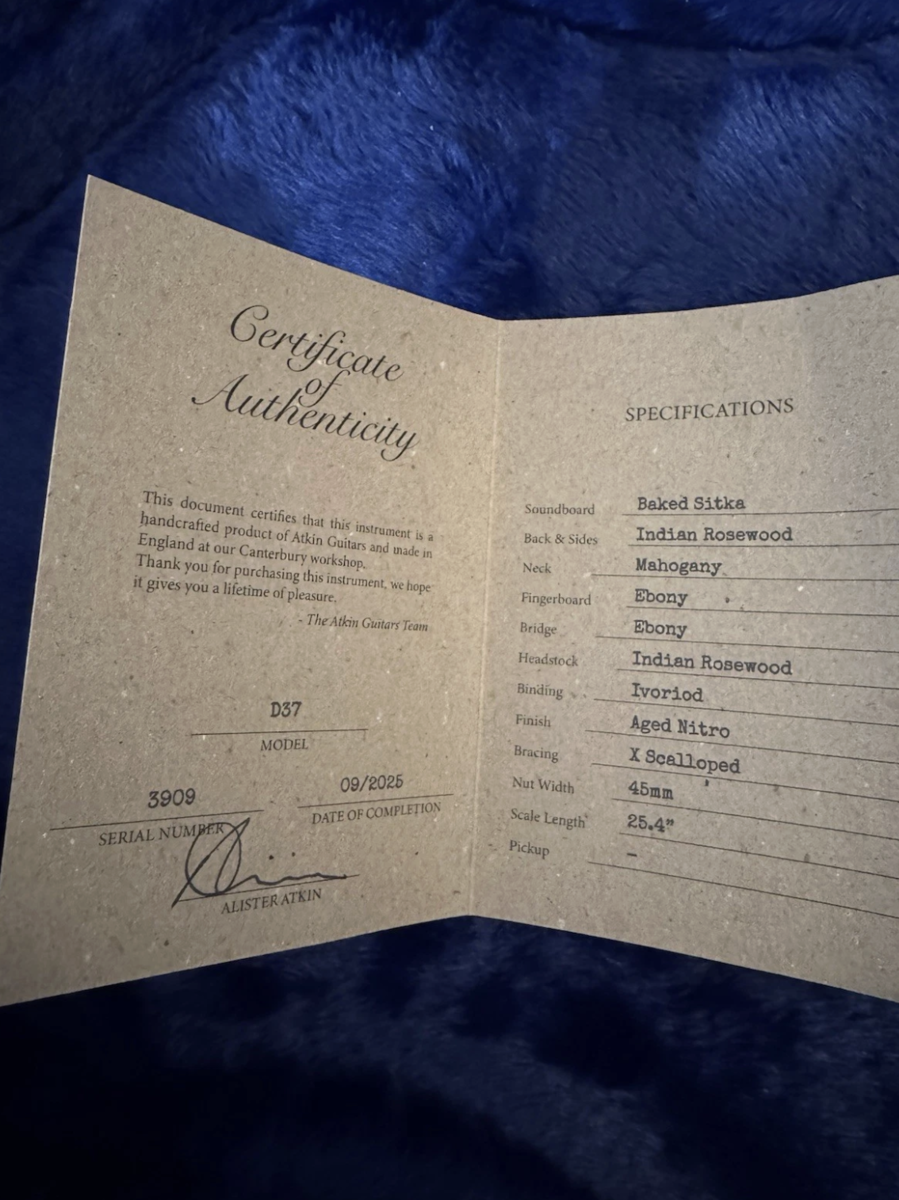 Certificate
of
Authenticity
This document certifies that this instrument is a
handcrafted product of Atkin Guitars and made in
England at our Canterbury workshop.
Thank you for purchasing this instrument, we hope
it gives you a lifetime of pleasure.
- The Atkin Guitars Team
D37
MODEL
3909
SERIAL NUMBER
09/2025
DATE OF COMPLETION
ALISTER ATKIN
SPECIFICATIONS
Soundboard Baked Sitka
Back & Sides Indian Rosewood
Neck Mahogany
Fingerboard Ebony
Bridge Ebony
Headstock Indian Rosewood
Binding Ivoriod
Finish Aged Nitro
Bracing X Scalloped
Nut Width 45mm
Scale Length 25.4"
Pickup -